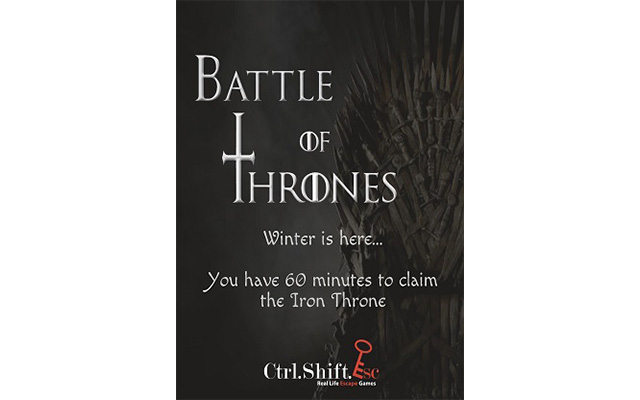 BATTLE
OF
THRONES
Winter is here...
You have 60 minutes to claim
the Iron Throne
Ctrl.Shift.Esc
Real Life Escape Games